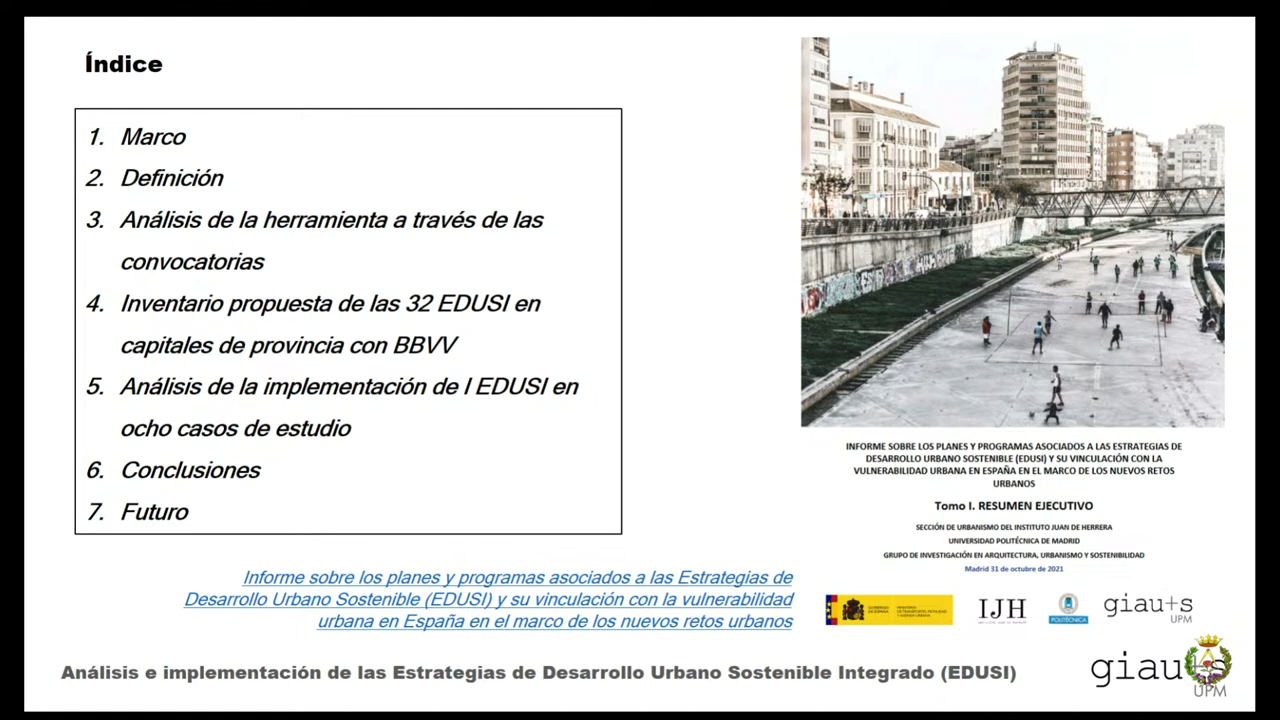 Índice
1. Marco
2. Definición
3. Análisis de la herramienta a través de las
convocatorias
4. Inventario propuesta de las 32 EDUSI en
capitales de provincia con BBVV
5. Análisis de la implementación de l EDUSI en
ocho casos de estudio
6. Conclusiones
7. Futuro
Informe sobre los planes y programas asociados a las Estrategias de
Desarrollo Urbano Sostenible (EDUSI) y su vinculación con la vulnerabilidad
urbana en España en el marco de los nuevos retos urbanos
INFORME SOBRE LOS PLANES Y PROGRAMAS ASOCIADOS A LAS ESTRATEGIAS DE
DESARROLLO URBANO SOSTENIBLE (EDUSI) Y SU VINCULACIÓN CON LA
VULNERABILIDAD URBANA EN ESPAÑA EN EL MARCO DE LOS NUEVOS RETOS
URBANOS
Tomo I. RESUMEN EJECUTIVO
SECCIÓN DE URBANISMO DEL INSTITUTO JUAN DE HERRERA
UNIVERSIDAD POLITÉCNICA DE MADRID
GRUPO DE INVESTIGACIÓN EN ARQUITECTURA, URBANISMO Y SOSTENIBILIDAD
Madrid 31 de octubre de 2021
GOBIERNO
DE ESPAÑA
IJH
POLITÉCNICA
giau+s
UPM
Análisis e implementación de las Estrategias de Desarrollo Urbano Sostenible Integrado (EDUSI)
giau+s
UPM